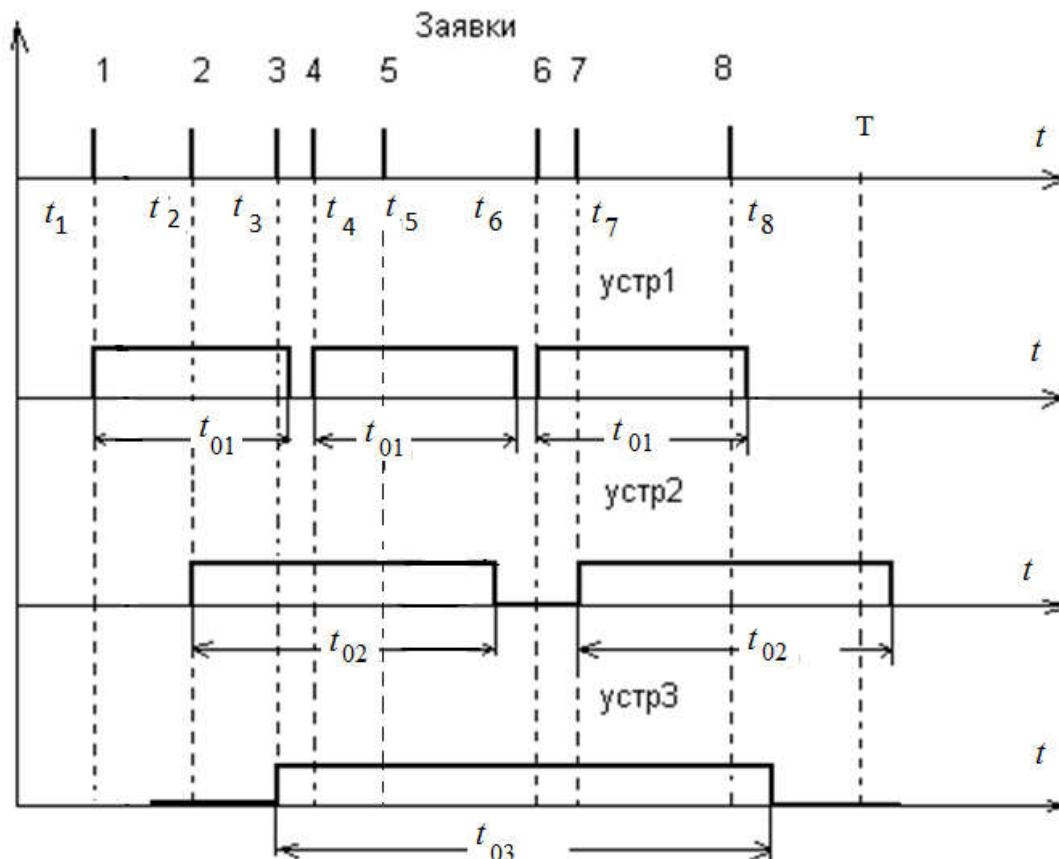 Заявки
1 2 3 4 5 6 7 8
T
t
t₁ t₂ t₃ t₄ t₅ t₆ t₇ t₈
устр1
t
t₀₁ t₀₁ t₀₁
устр2
t
t₀₂ t₀₂
устр3
t
t₀₃